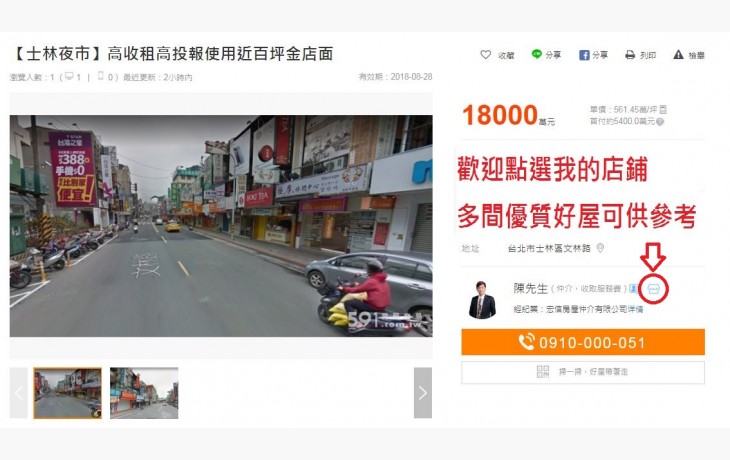 【士林夜市】高收租高投報使用近百坪金店面
收藏 分享 分享 列印 檢舉
瀏覽人數：1（ 1 | 0）最近更新：2小時內
有效期：2018-08-28
18000萬元
單價：561.45萬/坪
首付約5400.0萬元
歡迎點選我的店鋪
多間優質好屋可供參考
地址 台北市士林區文林路
陳先生（仲介，收取服務費）
經紀業：宏信房屋仲介有限公司詳情
0910-000-051
掃一掃，好屋帶著走
台灣之星
$388
手機$0
比別家
便宜！
591
.com.tw